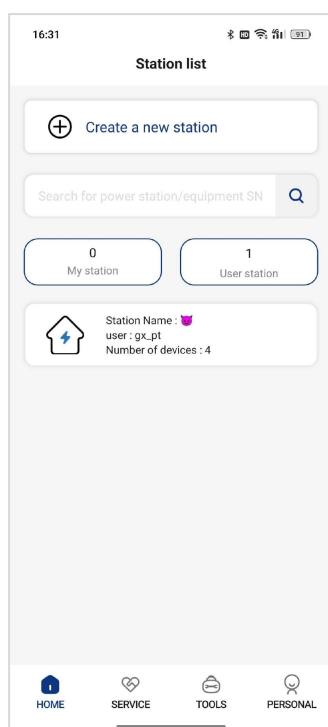 16:31
91
Station list
Create a new station
Search for power station/equipment SN
0
My station
1
User station
Station Name : 😈
user : gx_pt
Number of devices : 4
HOME
SERVICE
TOOLS
PERSONAL